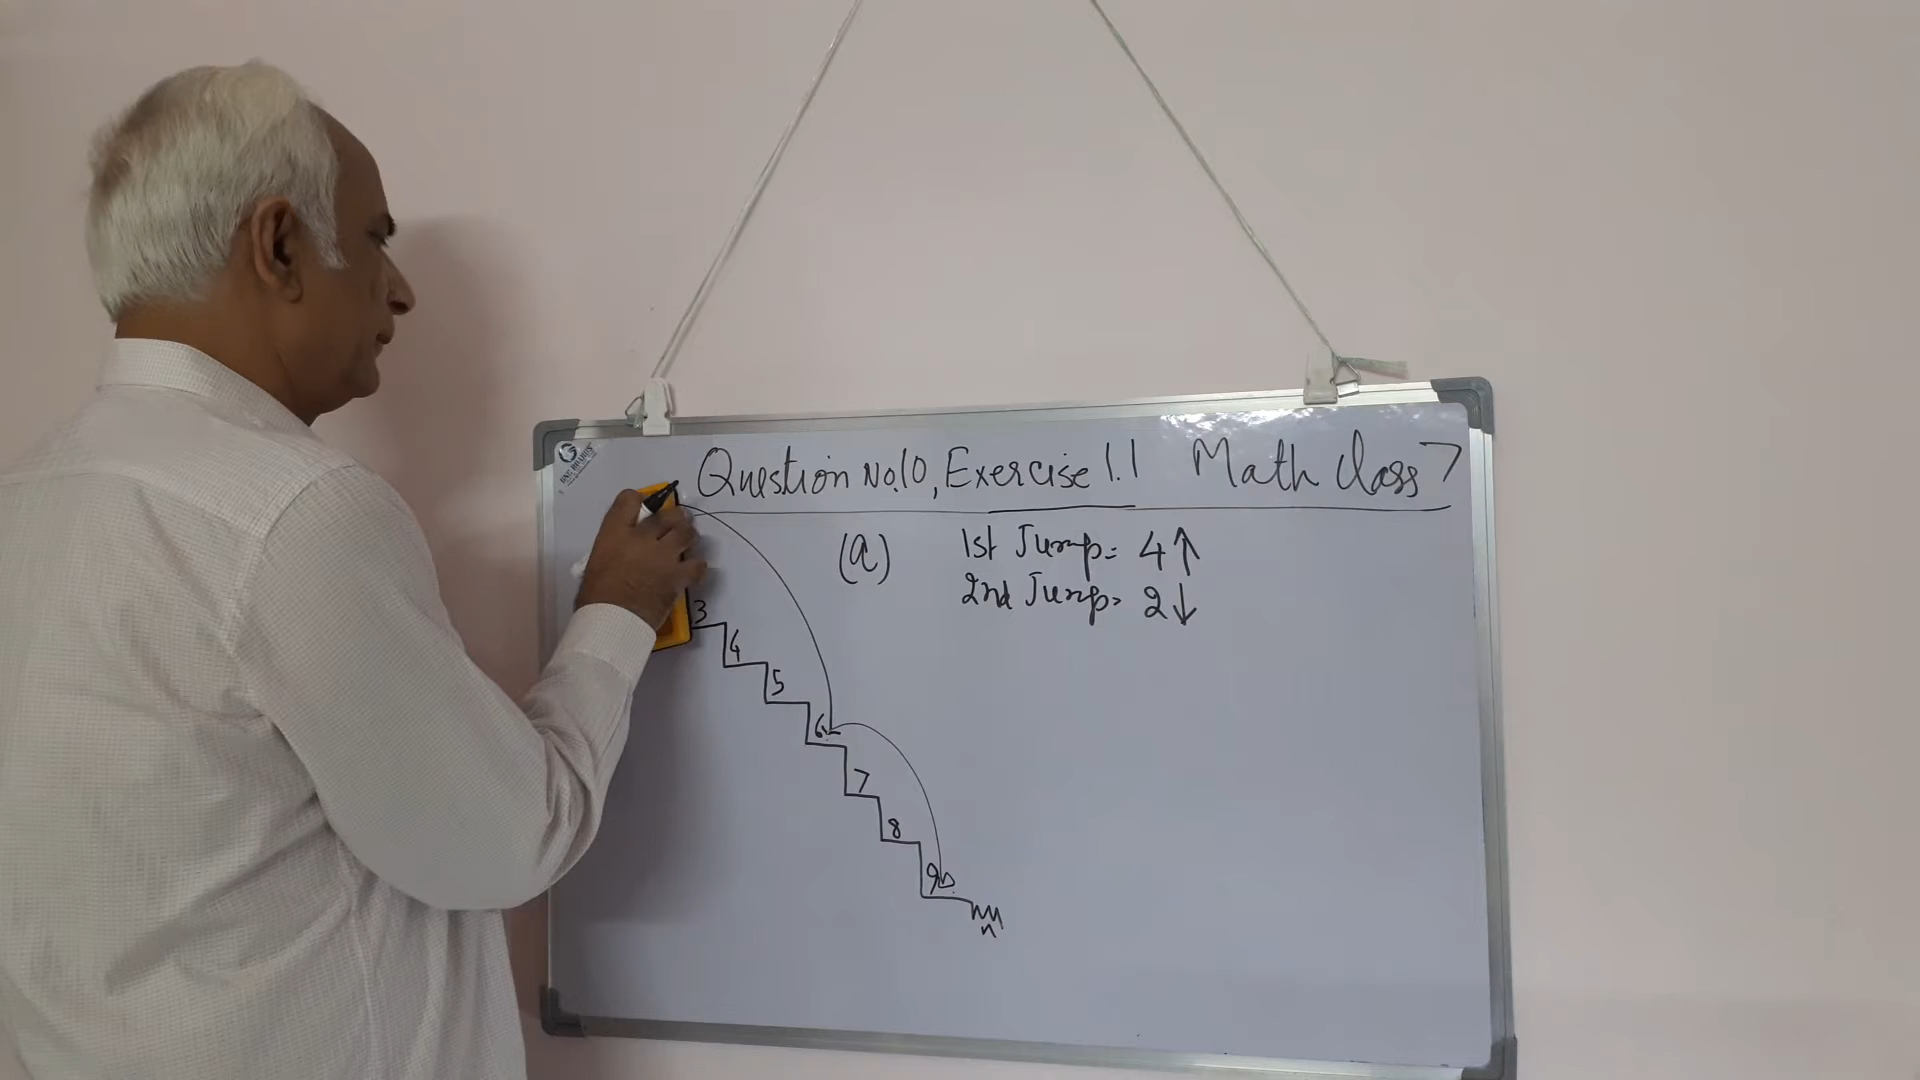 Question No.10, Exercise 1.1 Math Class 7
(a)
1st Jump= 4↑
2nd Jump= 2↓
3
4
5
6
7
8
9